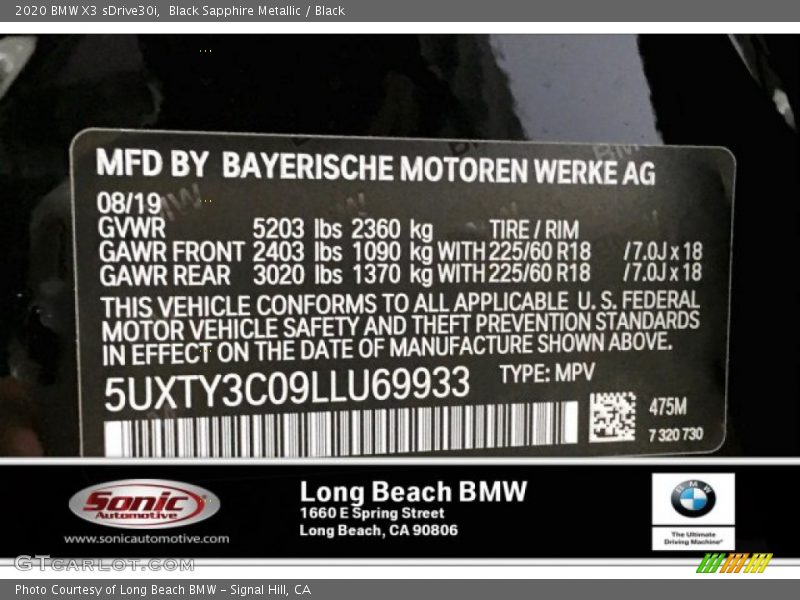 2020 BMW X3 sDrive30i,  Black Sapphire Metallic / Black
MFD BY BAYERISCHE MOTOREN WERKE AG
08/19
GVWR 5203 lbs 2360 kg TIRE / RIM
GAWR FRONT 2403 lbs 1090 kg WITH 225/60 R18 /7.0J x 18
GAWR REAR 3020 lbs 1370 kg WITH 225/60 R18 /7.0J x 18
THIS VEHICLE CONFORMS TO ALL APPLICABLE U. S. FEDERAL
MOTOR VEHICLE SAFETY AND THEFT PREVENTION STANDARDS
IN EFFECT ON THE DATE OF MANUFACTURE SHOWN ABOVE.
5UXTY3C09LLU69933 TYPE: MPV
475M
7 320 730
Sonic
Automotive
www.sonicautomotive.com
Long Beach BMW
1660 E Spring Street
Long Beach, CA 90806
BMW
The Ultimate
Driving Machine®
GTCARLOT.COM
Photo Courtesy of Long Beach BMW – Signal Hill, CA